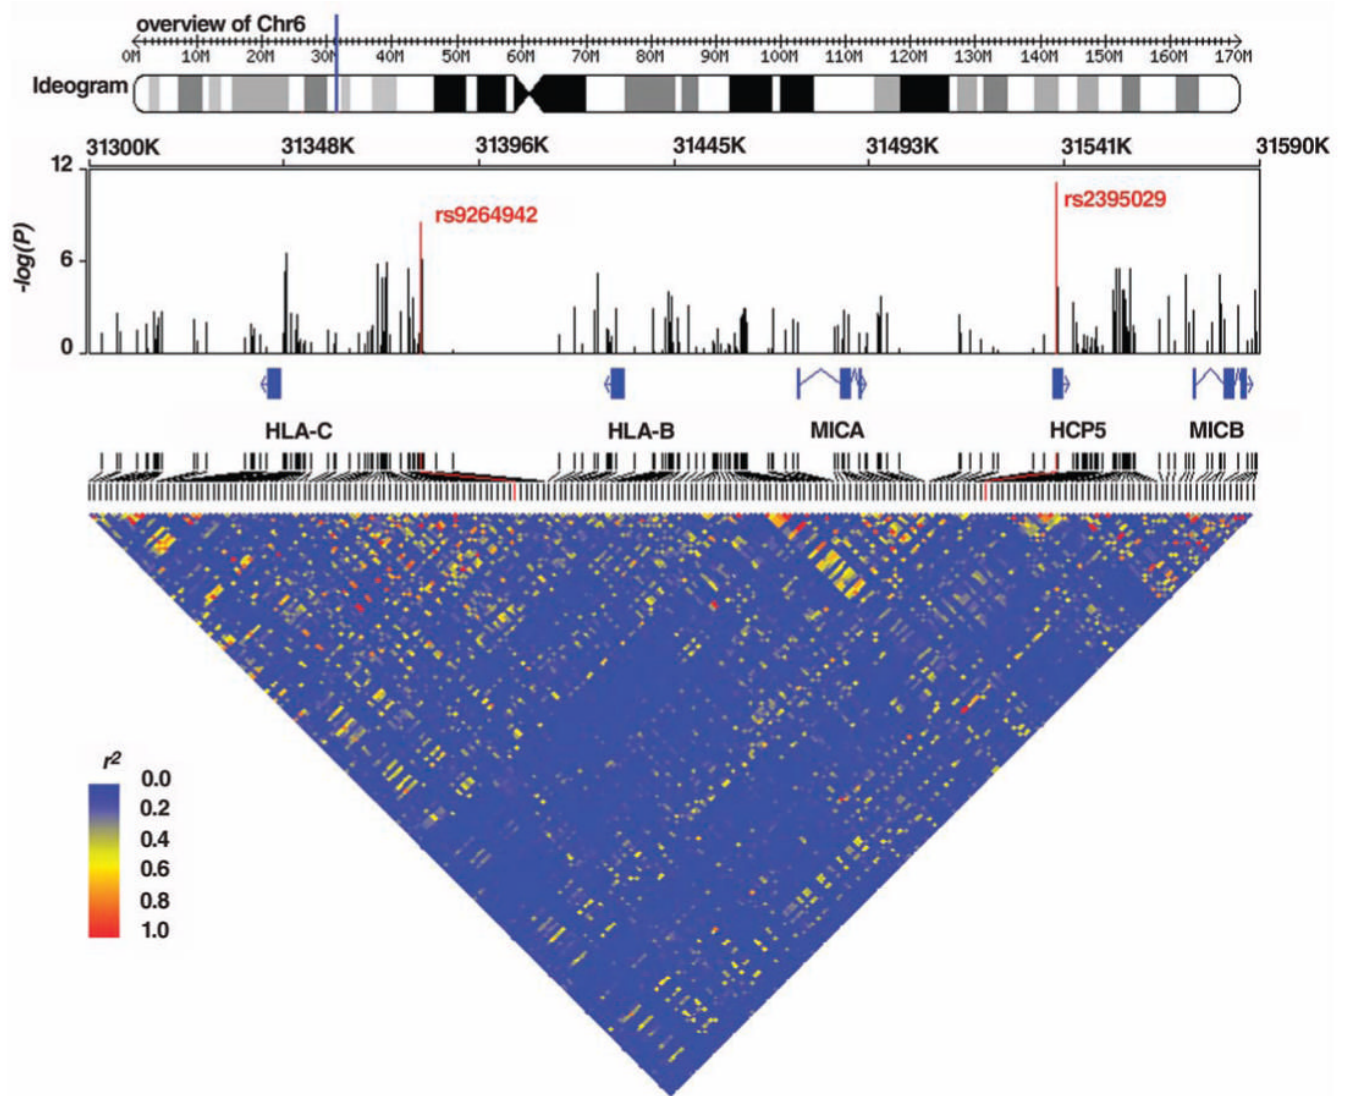 overview of Chr6
0M 10M 20M 30M 40M 50M 60M 70M 80M 90M 100M 110M 120M 130M 140M 150M 160M 170M
Ideogram
31300K 31348K 31396K 31445K 31493K 31541K 31590K
12
rs9264942
rs2395029
-log(P)
6
0
HLA-C HLA-B MICA HCP5 MICB
r²
0.0
0.2
0.4
0.6
0.8
1.0